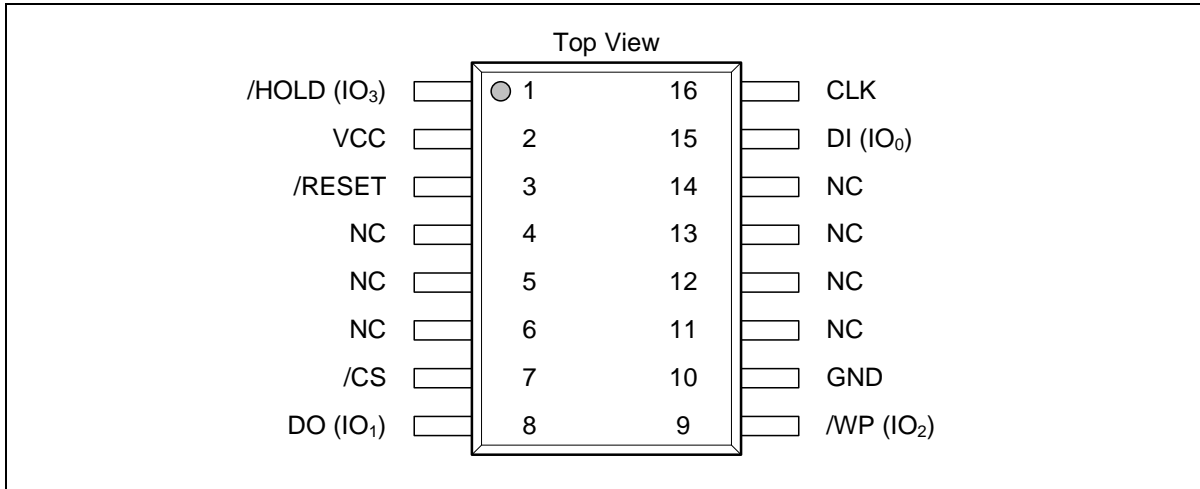 Top View
/HOLD (IO₃) 1 16 CLK
VCC 2 15 DI (IO₀)
/RESET 3 14 NC
NC 4 13 NC
NC 5 12 NC
NC 6 11 NC
/CS 7 10 GND
DO (IO₁) 8 9 /WP (IO₂)